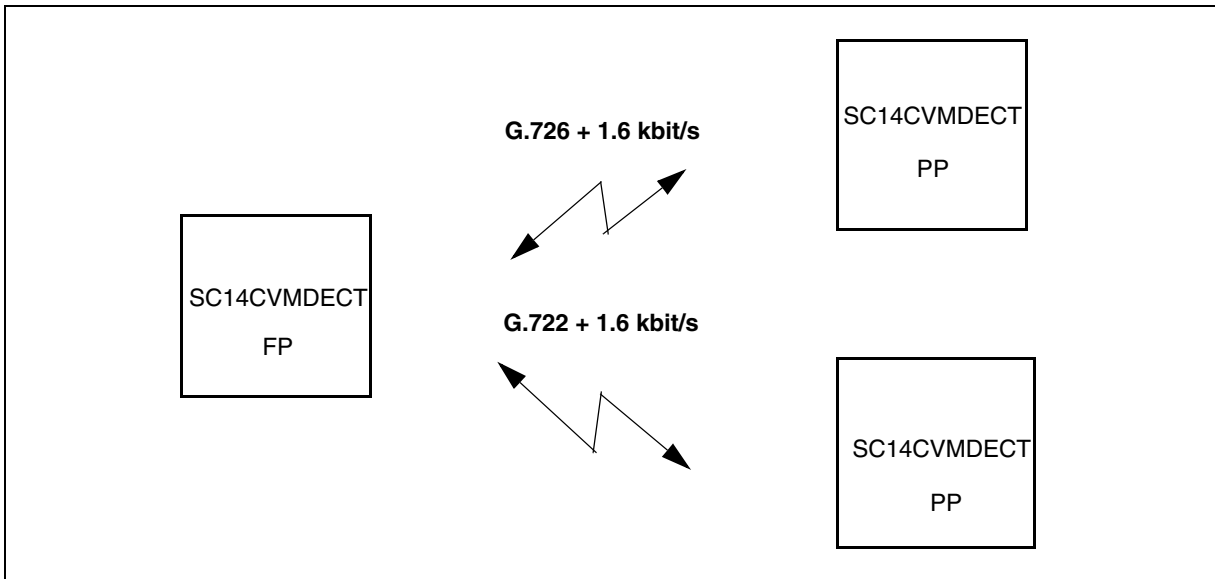 SC14CVMDECT
PP
G.726 + 1.6 kbit/s
SC14CVMDECT
FP
G.722 + 1.6 kbit/s
SC14CVMDECT
PP